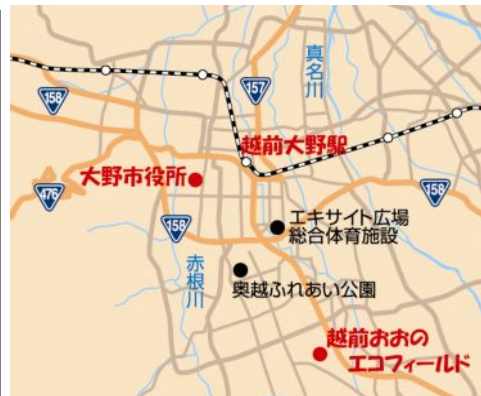 真名川
158
157
越前大野駅
大野市役所
476
158
158
エキサイト広場
総合体育施設
赤根川
奥越ふれあい公園
越前おおの
エコフィールド